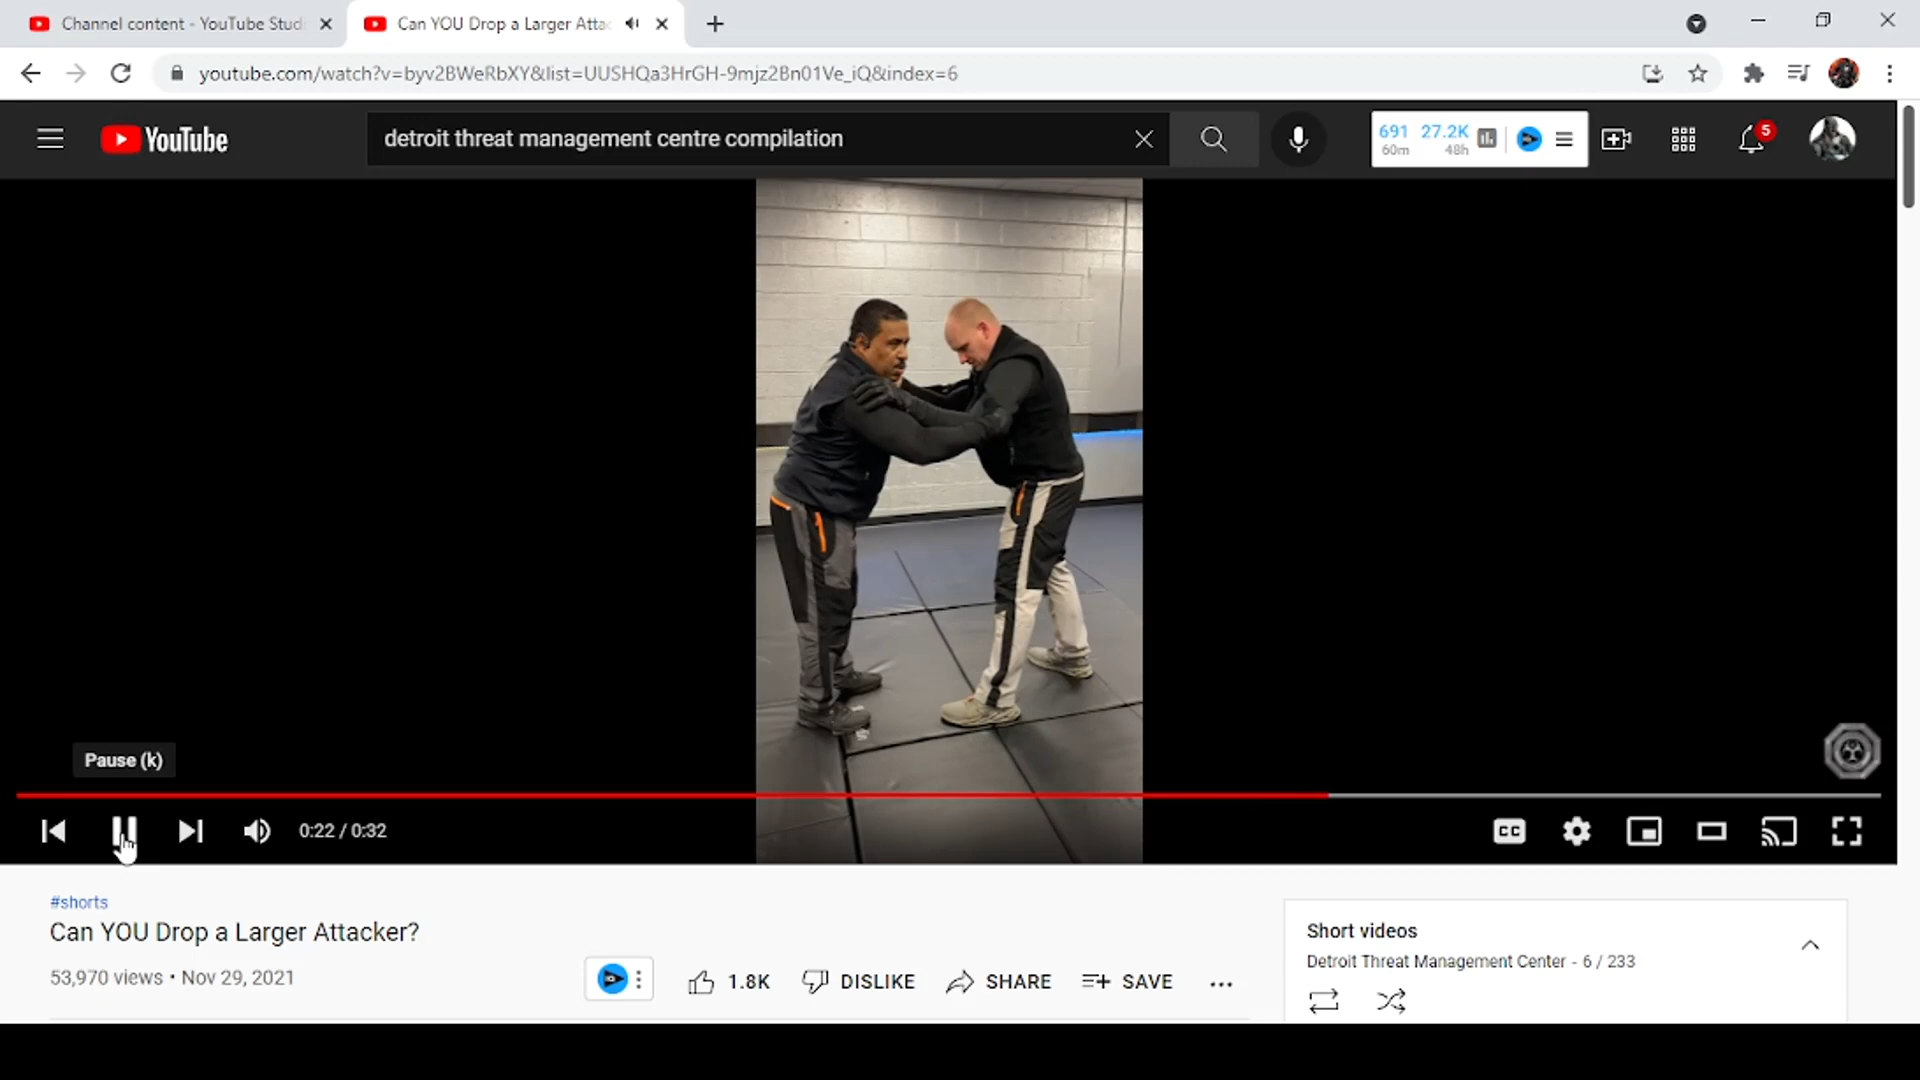 Channel content - YouTube Stud
Can YOU Drop a Larger Attac
youtube.com/watch?v=byv2BWeRbXY&list=UUSHQa3HrGH-9mjz2Bn01Ve_iQ&index=6
YouTube
detroit threat management centre compilation
691 27.2K
60m 48h
5
Pause (k)
0:22 / 0:32
CC
#shorts
Can YOU Drop a Larger Attacker?
53,970 views • Nov 29, 2021
1.8K DISLIKE SHARE SAVE
Short videos
Detroit Threat Management Center - 6 / 233